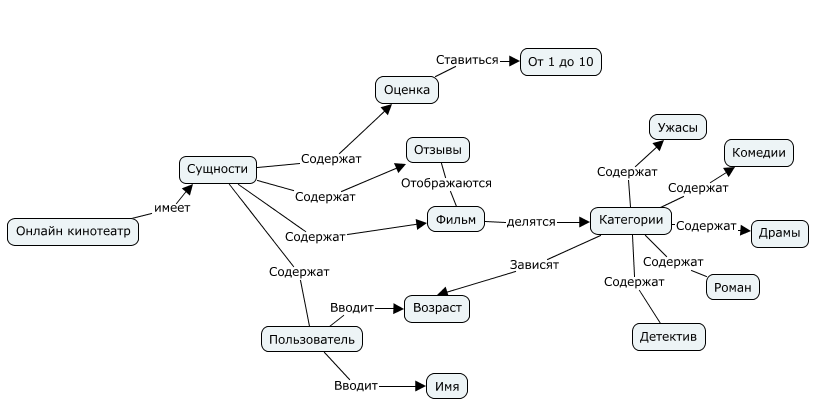 Ставиться
От 1 до 10
Оценка
Ужасы
Отзывы
Комедии
Содержат
Сущности
Содержат
Отображаются
Содержат
Содержат
имеет
Фильм
делятся
Категории
Содержат
Драмы
Онлайн кинотеатр
Содержат
Зависят
Содержат
Содержат
Содержат
Роман
Вводит
Возраст
Пользователь
Детектив
Вводит
Имя